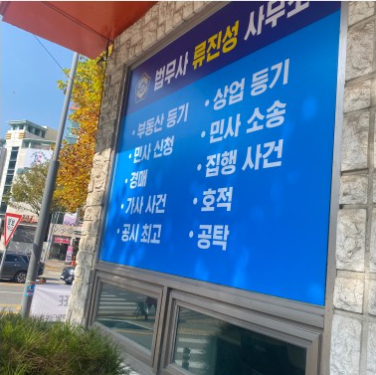 법무사 류진성 사무소
· 부동산 등기
· 민사 신청
· 경매
· 가사 사건
· 공시 최고
· 상업 등기
· 민사 소송
· 집행 사건
· 호적
· 공탁